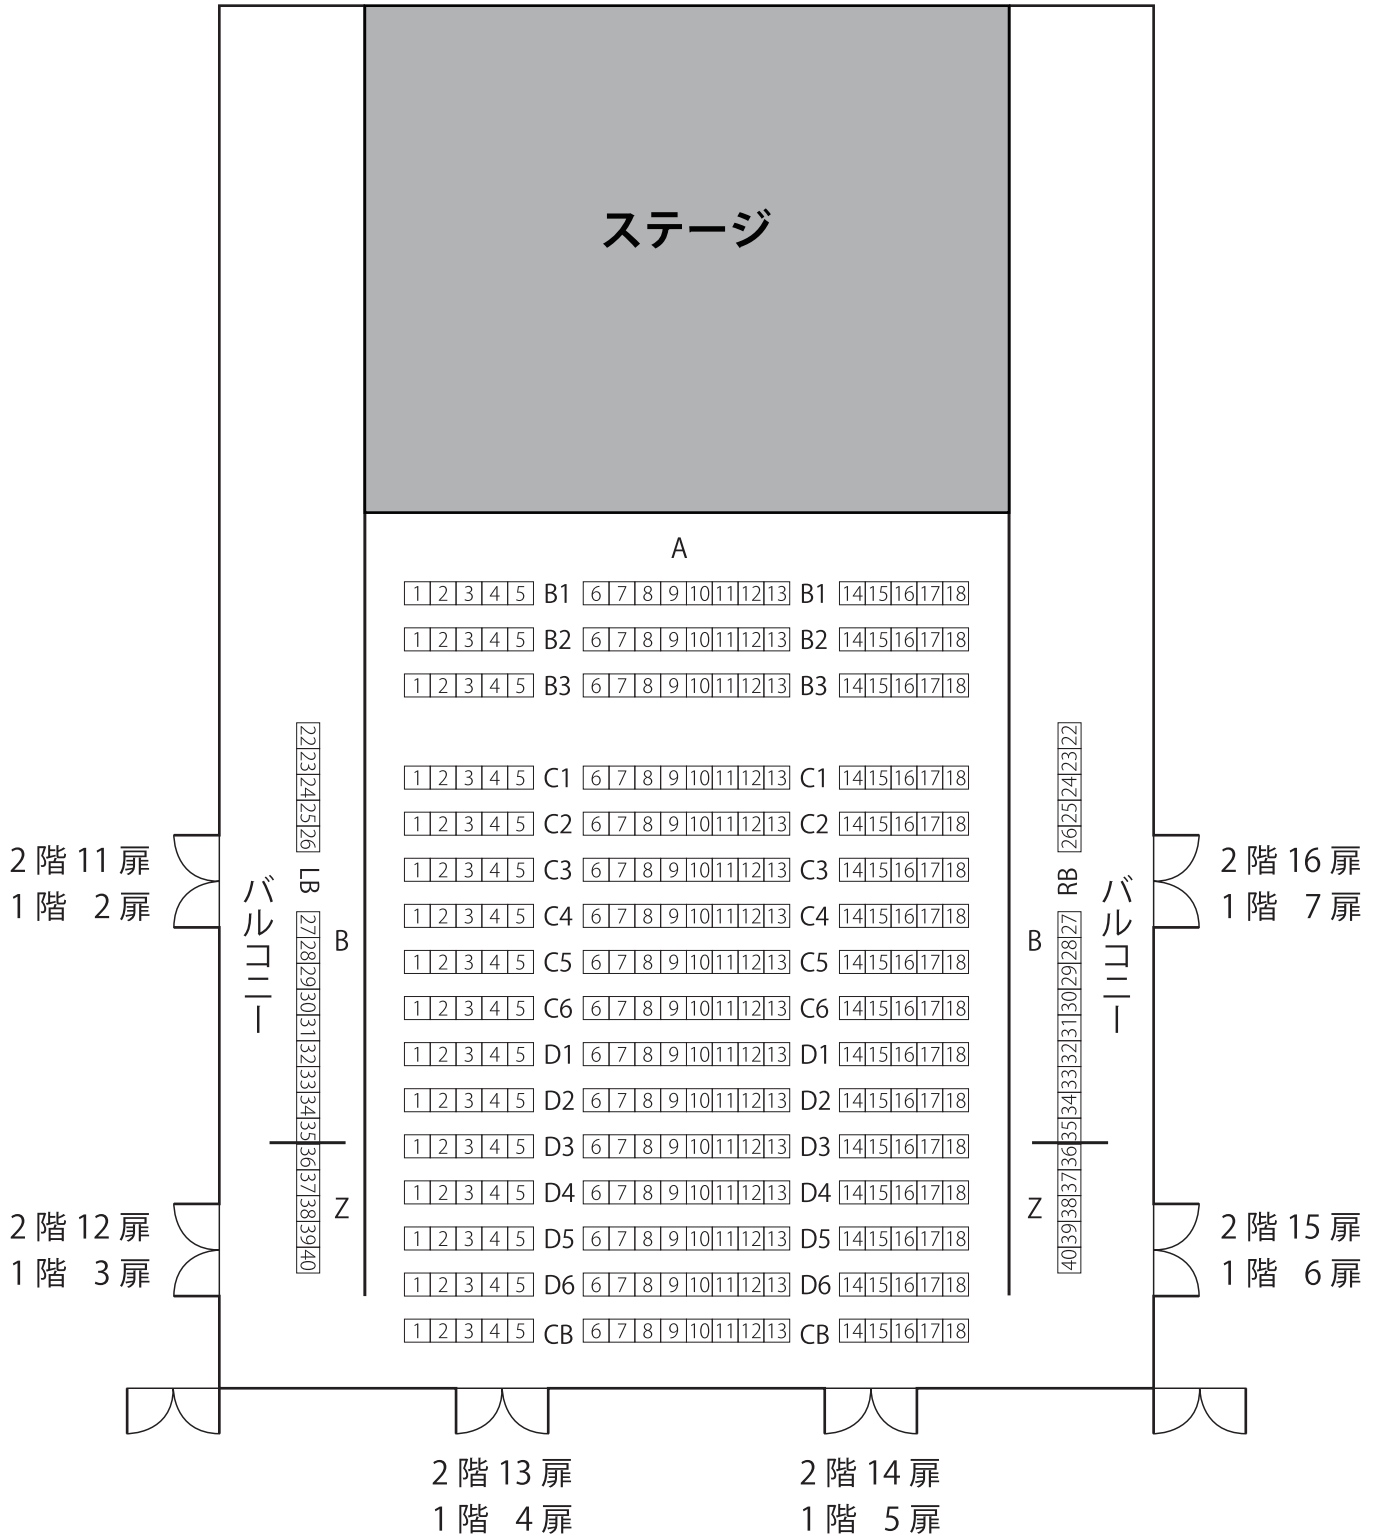 ステージ
A
1 2 3 4 5 B1 6 7 8 9 10 11 12 13 B1 14 15 16 17 18
1 2 3 4 5 B2 6 7 8 9 10 11 12 13 B2 14 15 16 17 18
1 2 3 4 5 B3 6 7 8 9 10 11 12 13 B3 14 15 16 17 18
1 2 3 4 5 C1 6 7 8 9 10 11 12 13 C1 14 15 16 17 18
1 2 3 4 5 C2 6 7 8 9 10 11 12 13 C2 14 15 16 17 18
1 2 3 4 5 C3 6 7 8 9 10 11 12 13 C3 14 15 16 17 18
1 2 3 4 5 C4 6 7 8 9 10 11 12 13 C4 14 15 16 17 18
1 2 3 4 5 C5 6 7 8 9 10 11 12 13 C5 14 15 16 17 18
1 2 3 4 5 C6 6 7 8 9 10 11 12 13 C6 14 15 16 17 18
1 2 3 4 5 D1 6 7 8 9 10 11 12 13 D1 14 15 16 17 18
1 2 3 4 5 D2 6 7 8 9 10 11 12 13 D2 14 15 16 17 18
1 2 3 4 5 D3 6 7 8 9 10 11 12 13 D3 14 15 16 17 18
1 2 3 4 5 D4 6 7 8 9 10 11 12 13 D4 14 15 16 17 18
1 2 3 4 5 D5 6 7 8 9 10 11 12 13 D5 14 15 16 17 18
1 2 3 4 5 D6 6 7 8 9 10 11 12 13 D6 14 15 16 17 18
1 2 3 4 5 CB 6 7 8 9 10 11 12 13 CB 14 15 16 17 18
22 23 24 25 26 LB 27 28 29 30 31 32 33 34 35 36 37 38 39 40
バルコニー
B
Z
22 23 24 25 26 RB 27 28 29 30 31 32 33 34 35 36 37 38 39 40
バルコニー
B
Z
2 階 11 扉
1 階 2 扉
2 階 12 扉
1 階 3 扉
2 階 16 扉
1 階 7 扉
2 階 15 扉
1 階 6 扉
2 階 13 扉
1 階 4 扉
2 階 14 扉
1 階 5 扉